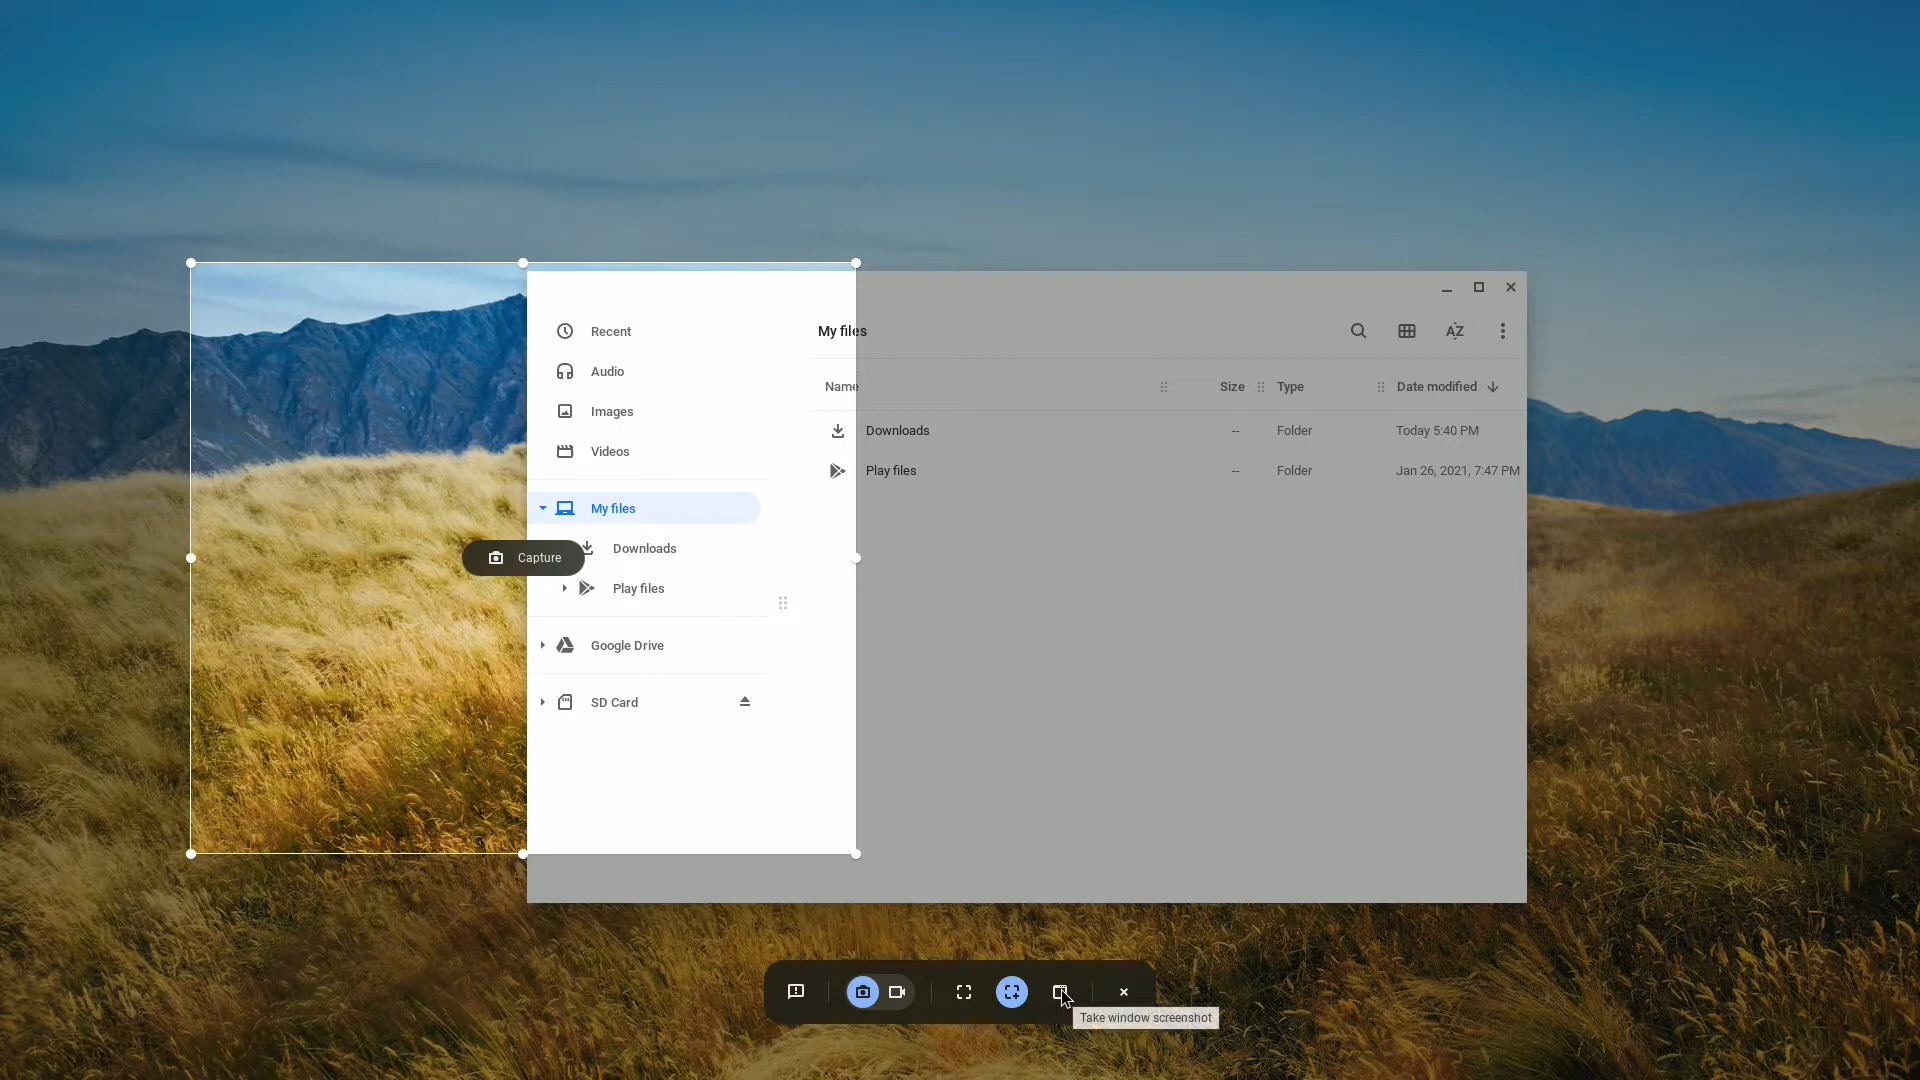 Recent
My files
Audio
Name
Size
Type
Date modified
Images
Downloads
--
Folder
Today 5:40 PM
Videos
Play files
--
Folder
Jan 26, 2021, 7:47 PM
My files
Downloads
Capture
Play files
Google Drive
SD Card
Take window screenshot
AZ